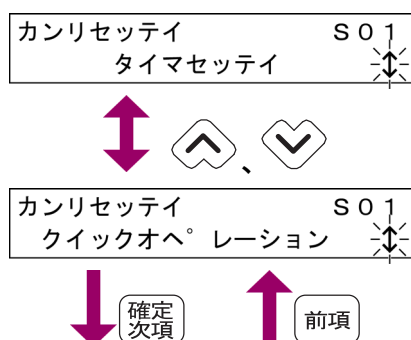 カンリセッテイ S01
タイマセッテイ
、
カンリセッテイ S01
クイックオペ レーション
確定
次項
前項